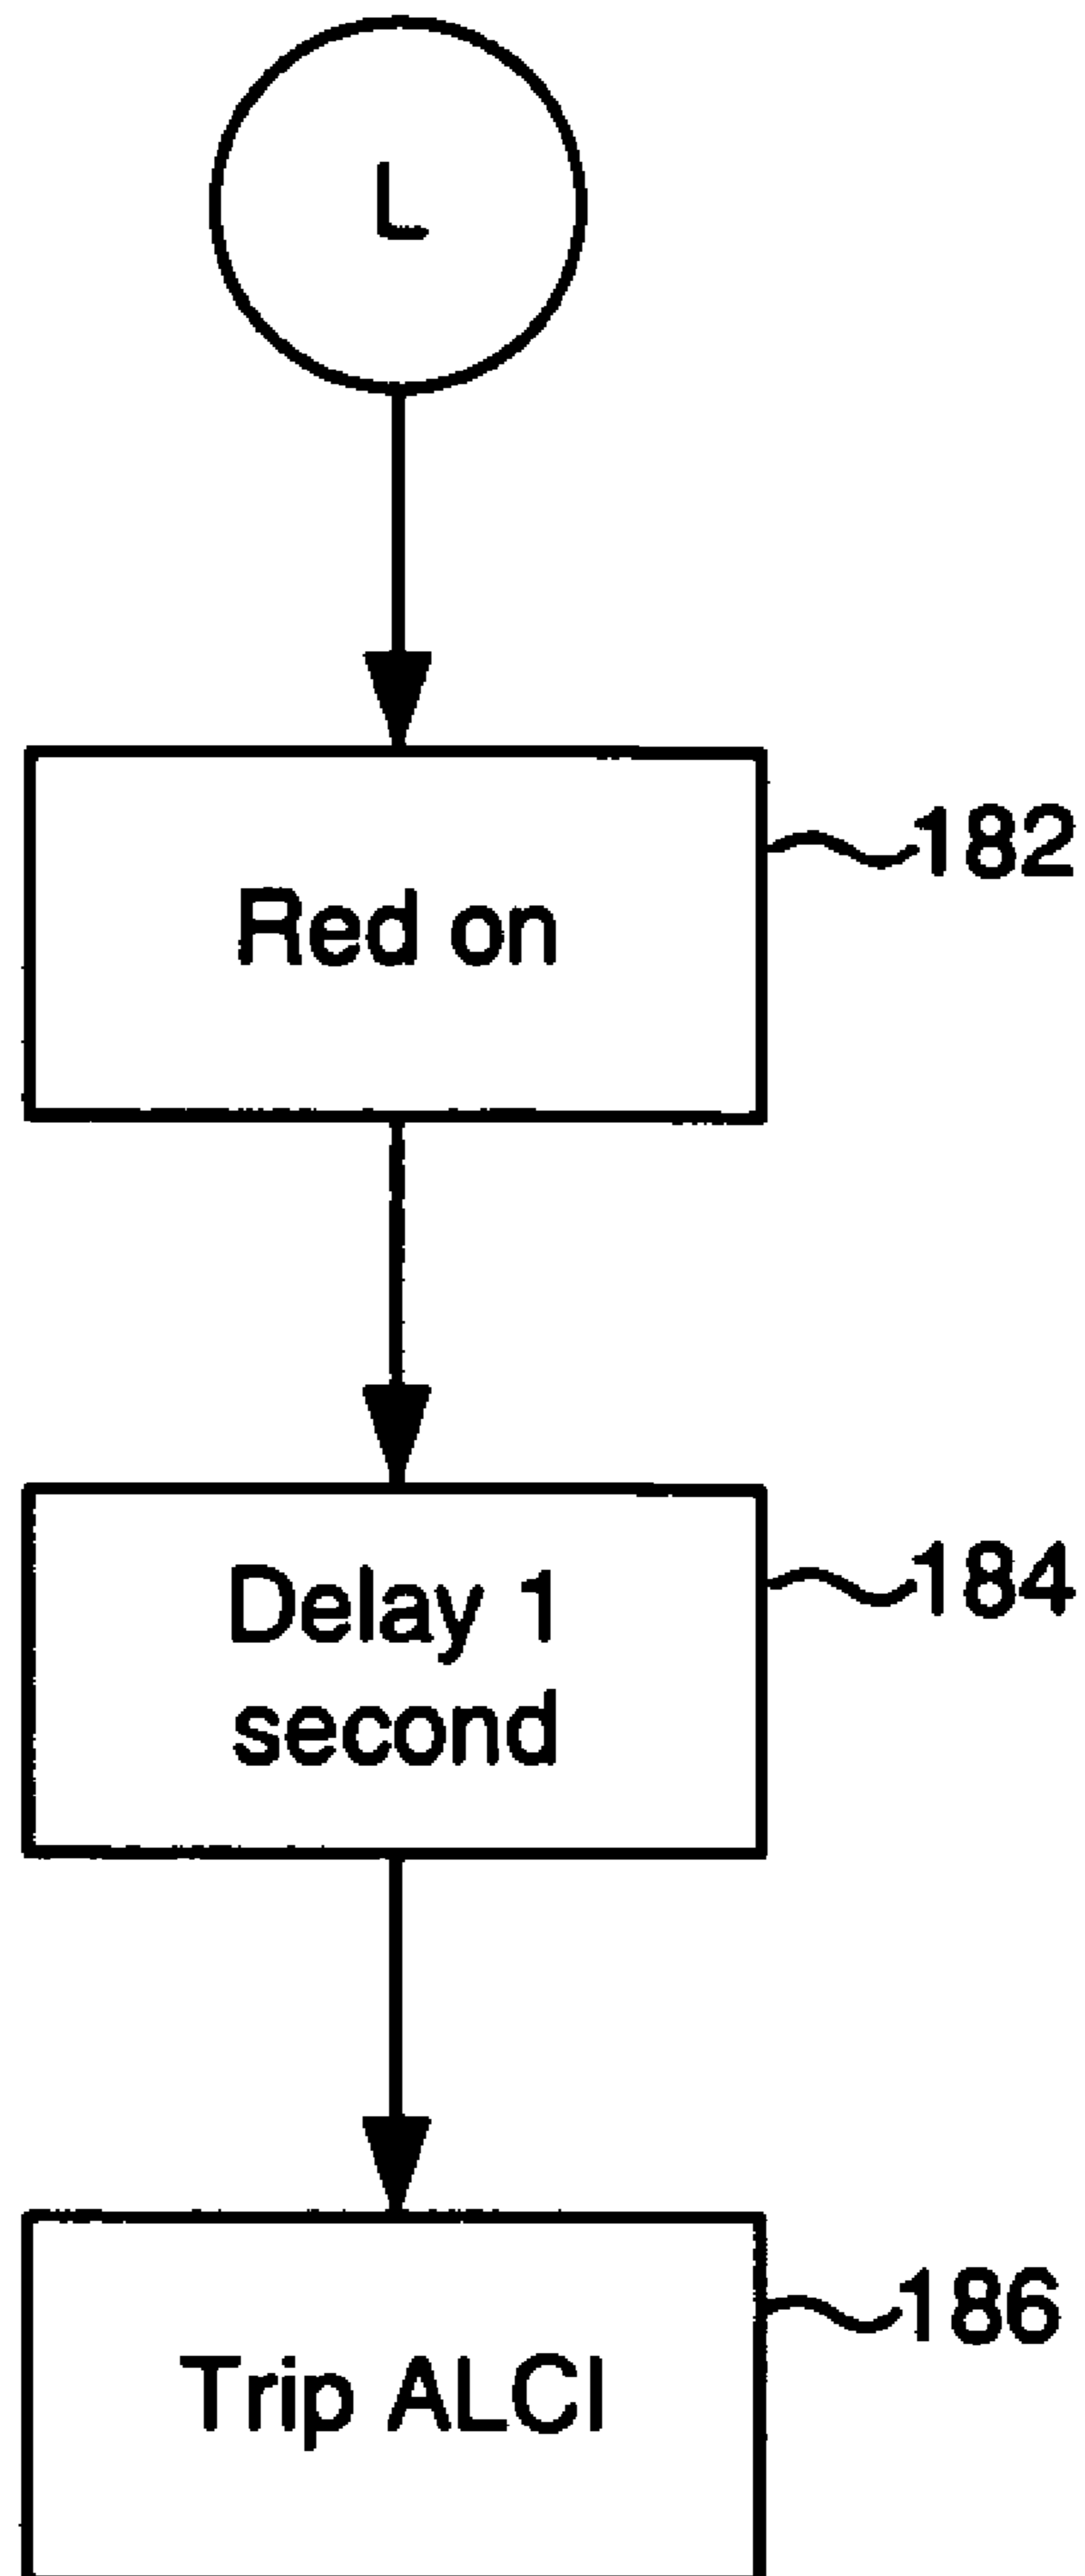 L
182
Red on
184
Delay 1
second
186
Trip ALCI